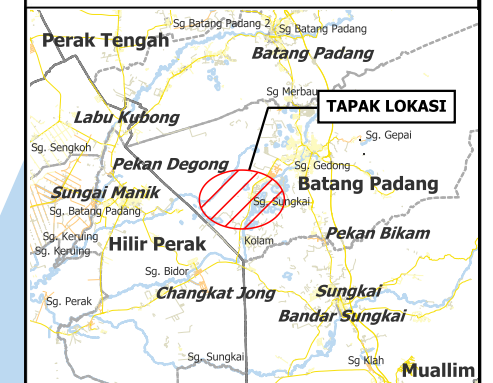 Sg Batang Padang 2
Sg Batang Padang
Perak Tengah
Batang Padang
Sg Merbau
TAPAK LOKASI
Labu Kubong
Sg. Gepai
Sg. Sengkoh
Pekan Degong
Sg. Gedong
Batang Padang
Sungai Manik
Sg. Sungkai
Sg. Batang Padang
Pekan Bikam
Sg. Keruing
Hilir Perak
Kolam
Sg. Keruing
Sg. Bidor
Changkat Jong
Sungkai
Sg. Perak
Bandar Sungkai
Sg. Sungkai
Sg Klah
Muallim